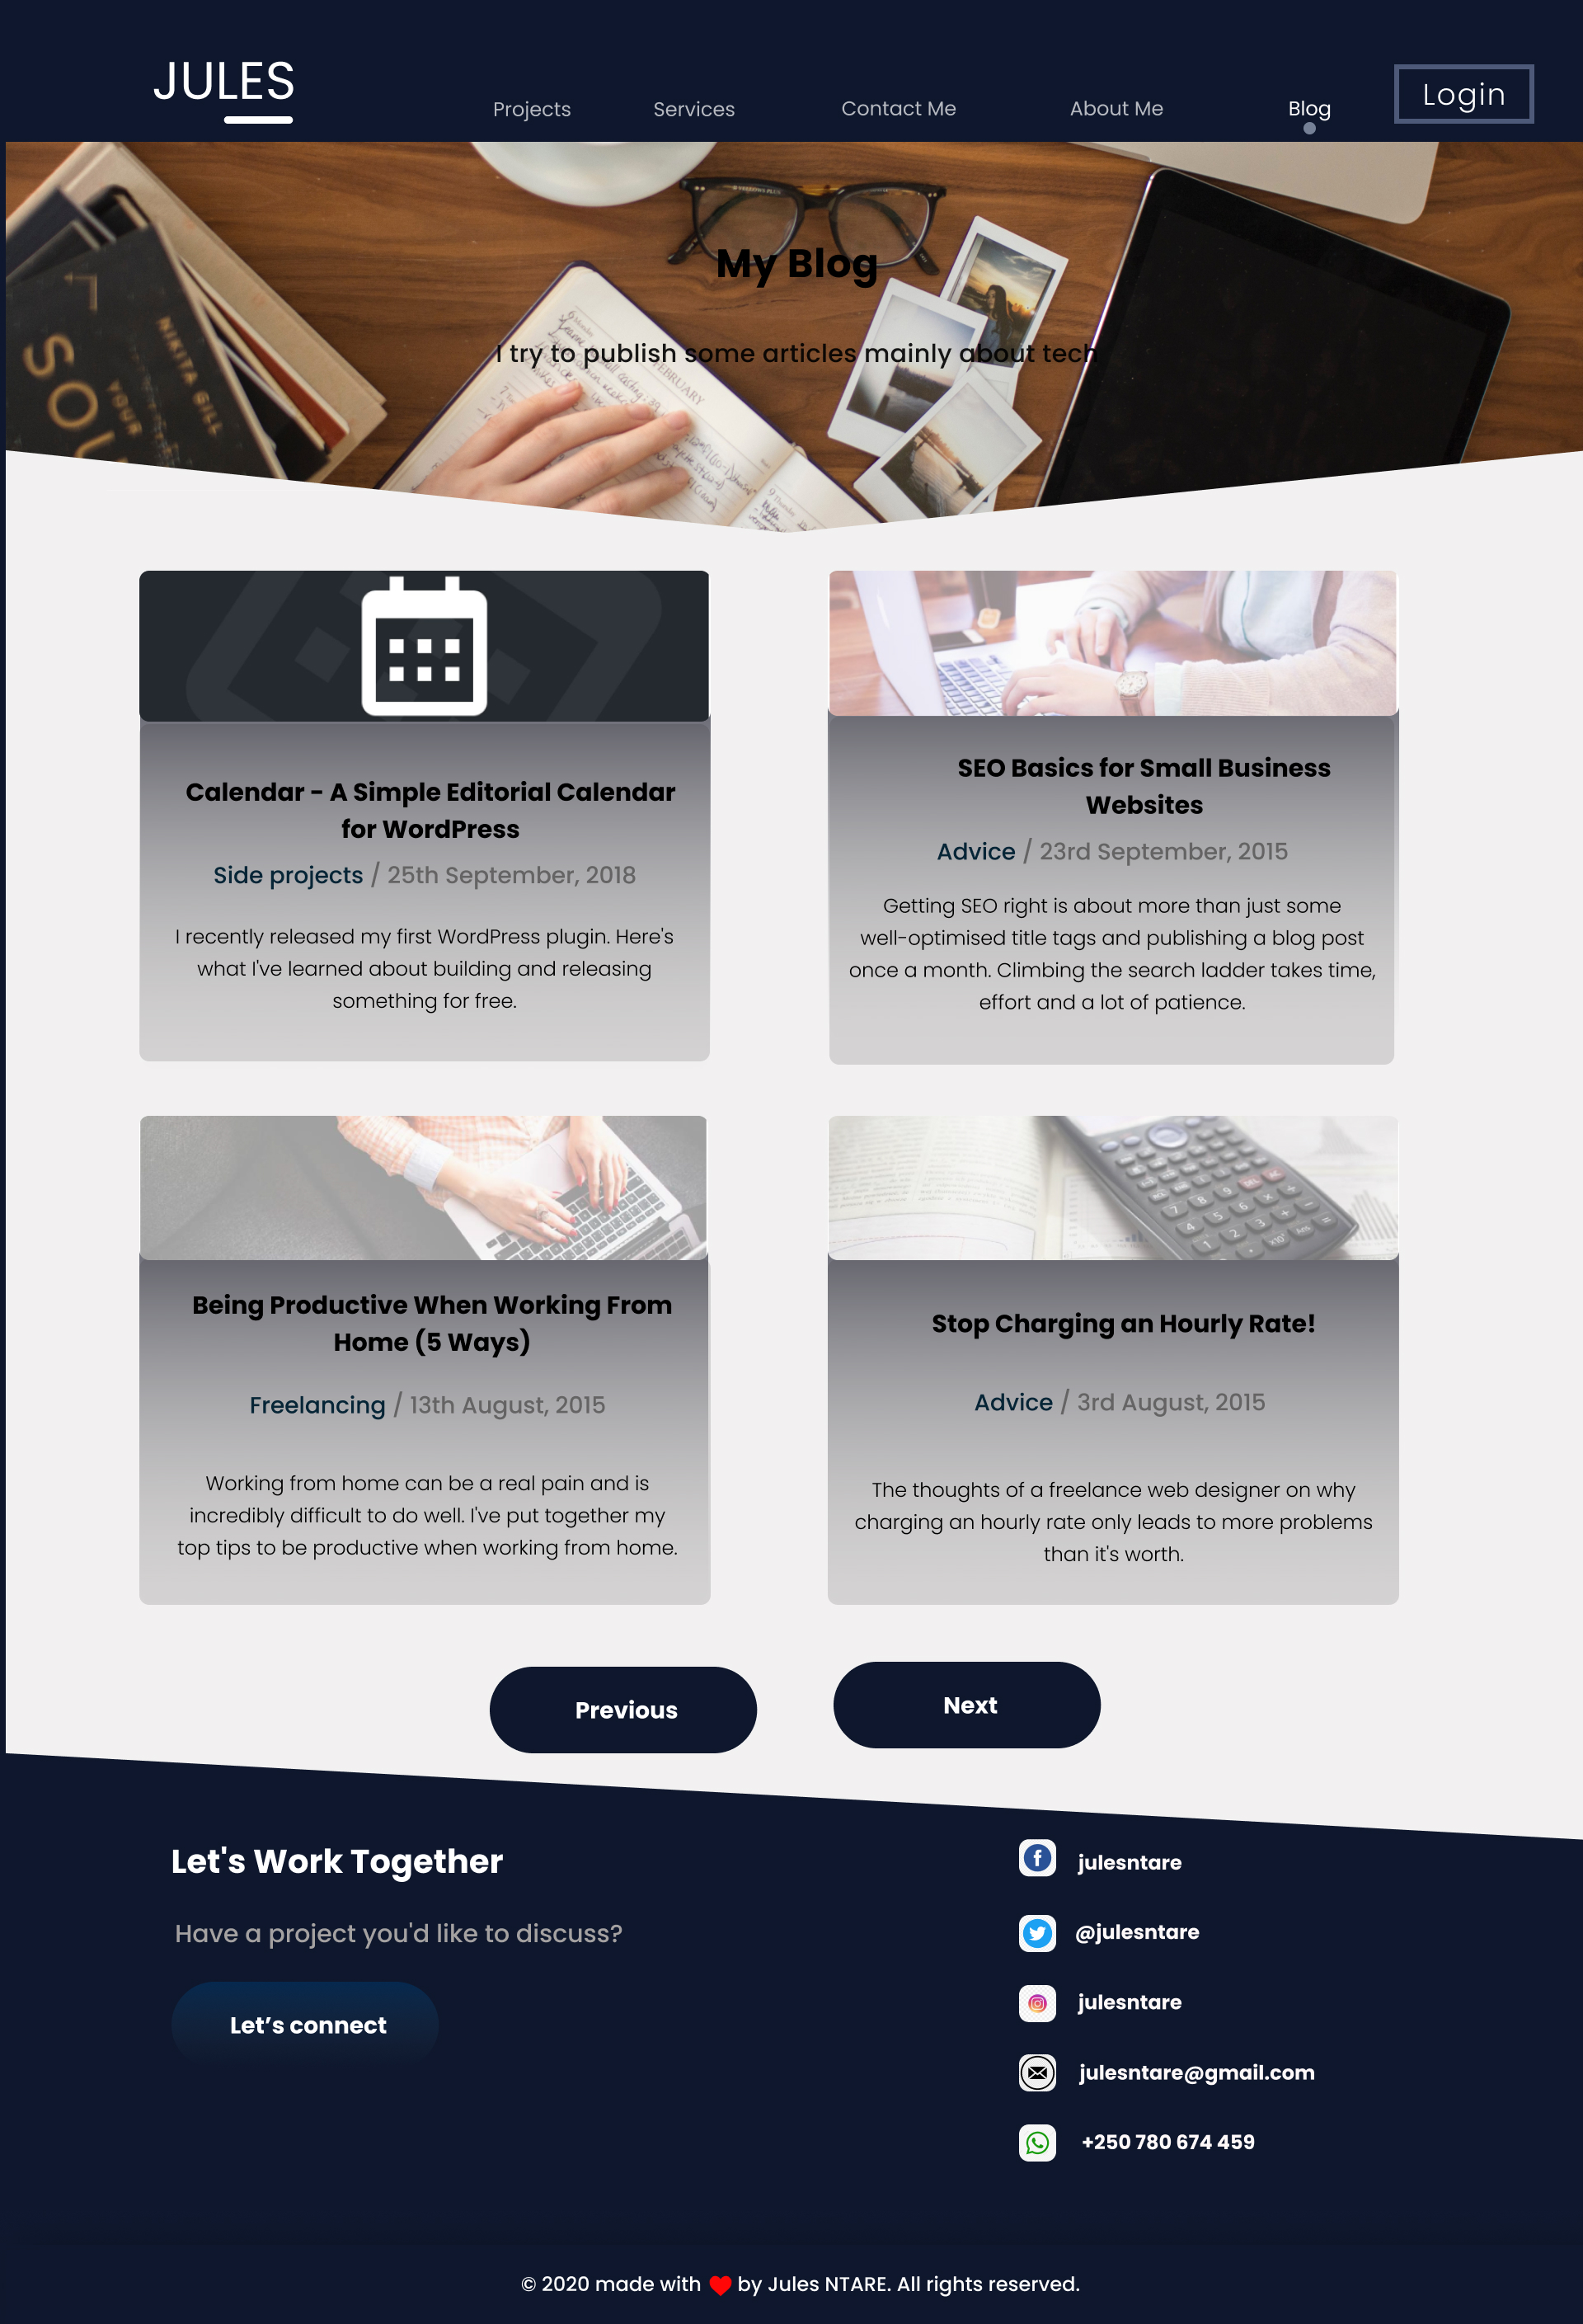 JULES
Projects
Services
Contact Me
About Me
Blog
Login
My Blog
I try to publish some articles mainly about tech
NIKITA GILL
YOUR
SOU
FEBRUARY
Calendar - A Simple Editorial Calendar
for WordPress
Side projects / 25th September, 2018
I recently released my first WordPress plugin. Here's
what I've learned about building and releasing
something for free.
SEO Basics for Small Business
Websites
Advice / 23rd September, 2015
Getting SEO right is about more than just some
well-optimised title tags and publishing a blog post
once a month. Climbing the search ladder takes time,
effort and a lot of patience.
Being Productive When Working From
Home (5 Ways)
Freelancing / 13th August, 2015
Working from home can be a real pain and is
incredibly difficult to do well. I've put together my
top tips to be productive when working from home.
Stop Charging an Hourly Rate!
Advice / 3rd August, 2015
The thoughts of a freelance web designer on why
charging an hourly rate only leads to more problems
than it's worth.
Previous
Next
Let's Work Together
Have a project you'd like to discuss?
Let’s connect
julesntare
@julesntare
julesntare
julesntare@gmail.com
+250 780 674 459
© 2020 made with ❤ by Jules NTARE. All rights reserved.